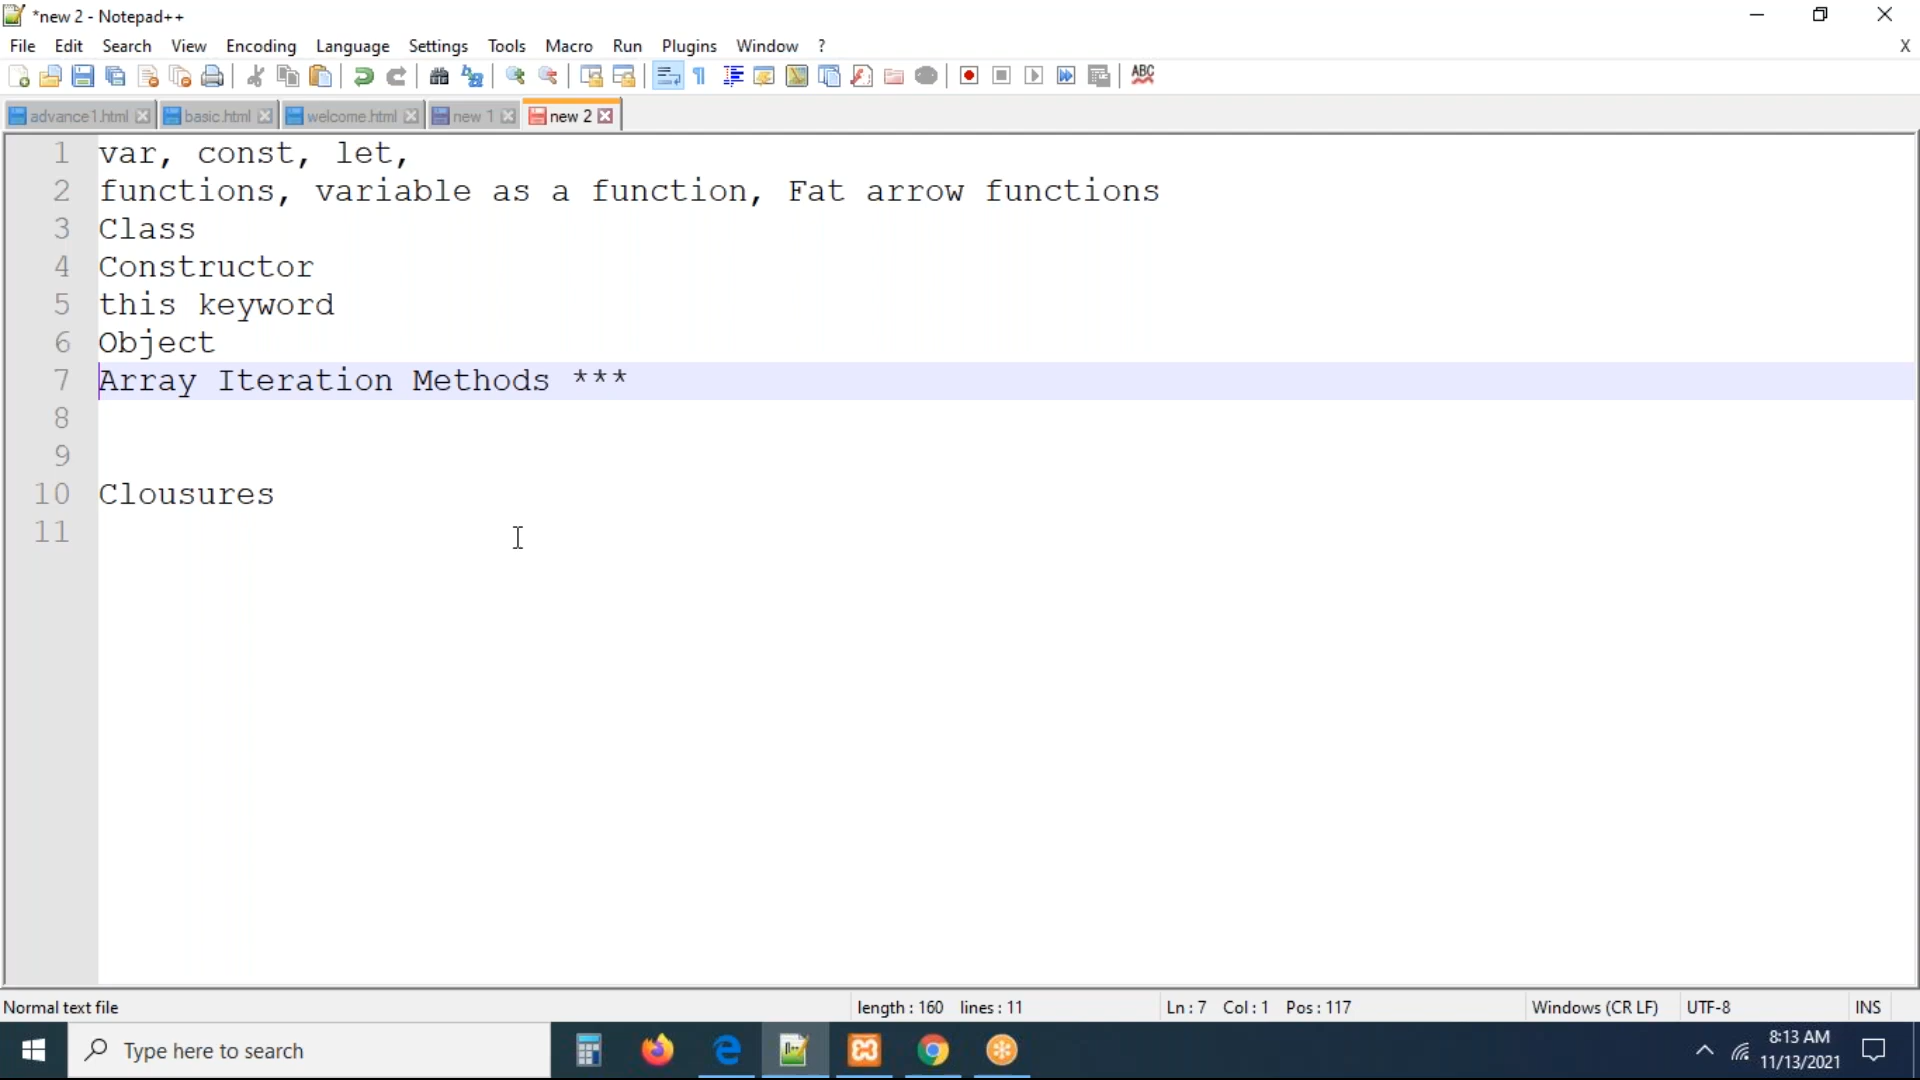 *new 2 - Notepad++
File Edit Search View Encoding Language Settings Tools Macro Run Plugins Window ? X
ABC
advance1.html basic.html welcome.html new 1 new 2
1 var, const, let,
2 functions, variable as a function, Fat arrow functions
3 Class
4 Constructor
5 this keyword
6 Object
7 Array Iteration Methods ***
8
9
10 Clousures
11
Normal text file length : 160 lines : 11 Ln : 7 Col : 1 Pos : 117 Windows (CR LF) UTF-8 INS
Type here to search
8:13 AM
11/13/2021